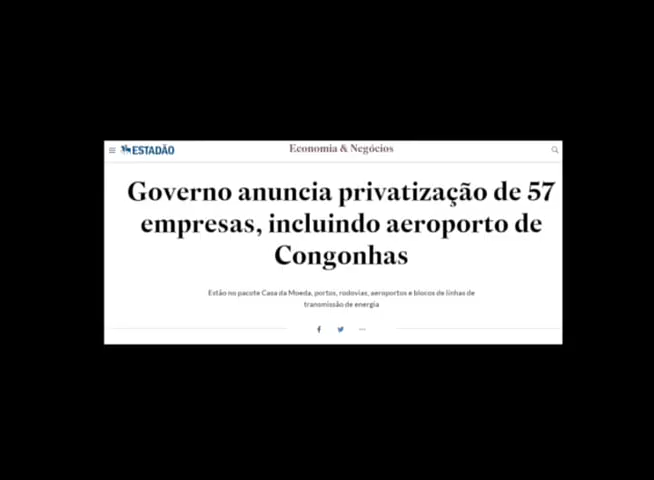 ESTADÃO
Economia & Negócios
Governo anuncia privatização de 57
empresas, incluindo aeroporto de
Congonhas
Estão no pacote Casa da Moeda, portos, rodovias, aeroportos e blocos de linhas de
transmissão de energia